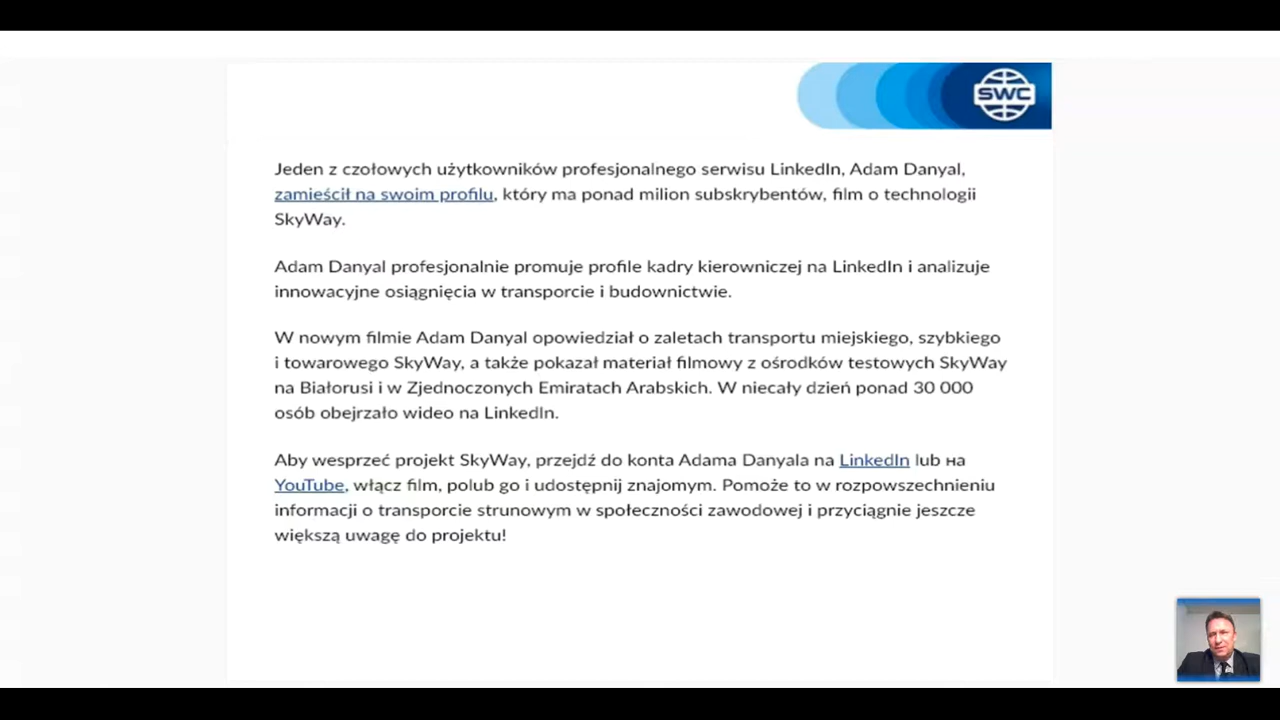 SWC
Jeden z czołowych użytkowników profesjonalnego serwisu LinkedIn, Adam Danyal,
zamieścił na swoim profilu, który ma ponad milion subskrybentów, film o technologii
SkyWay.
Adam Danyal profesjonalnie promuje profile kadry kierowniczej na LinkedIn i analizuje
innowacyjne osiągnięcia w transporcie i budownictwie.
W nowym filmie Adam Danyal opowiedział o zaletach transportu miejskiego, szybkiego
i towarowego SkyWay, a także pokazał materiał filmowy z ośrodków testowych SkyWay
na Białorusi i w Zjednoczonych Emiratach Arabskich. W niecały dzień ponad 30 000
osób obejrzało wideo na LinkedIn.
Aby wesprzeć projekt SkyWay, przejdź do konta Adama Danyala na LinkedIn lub на
YouTube, włącz film, polub go i udostępnij znajomym. Pomoże to w rozpowszechnieniu
informacji o transporcie strunowym w społeczności zawodowej i przyciągnie jeszcze
większą uwagę do projektu!